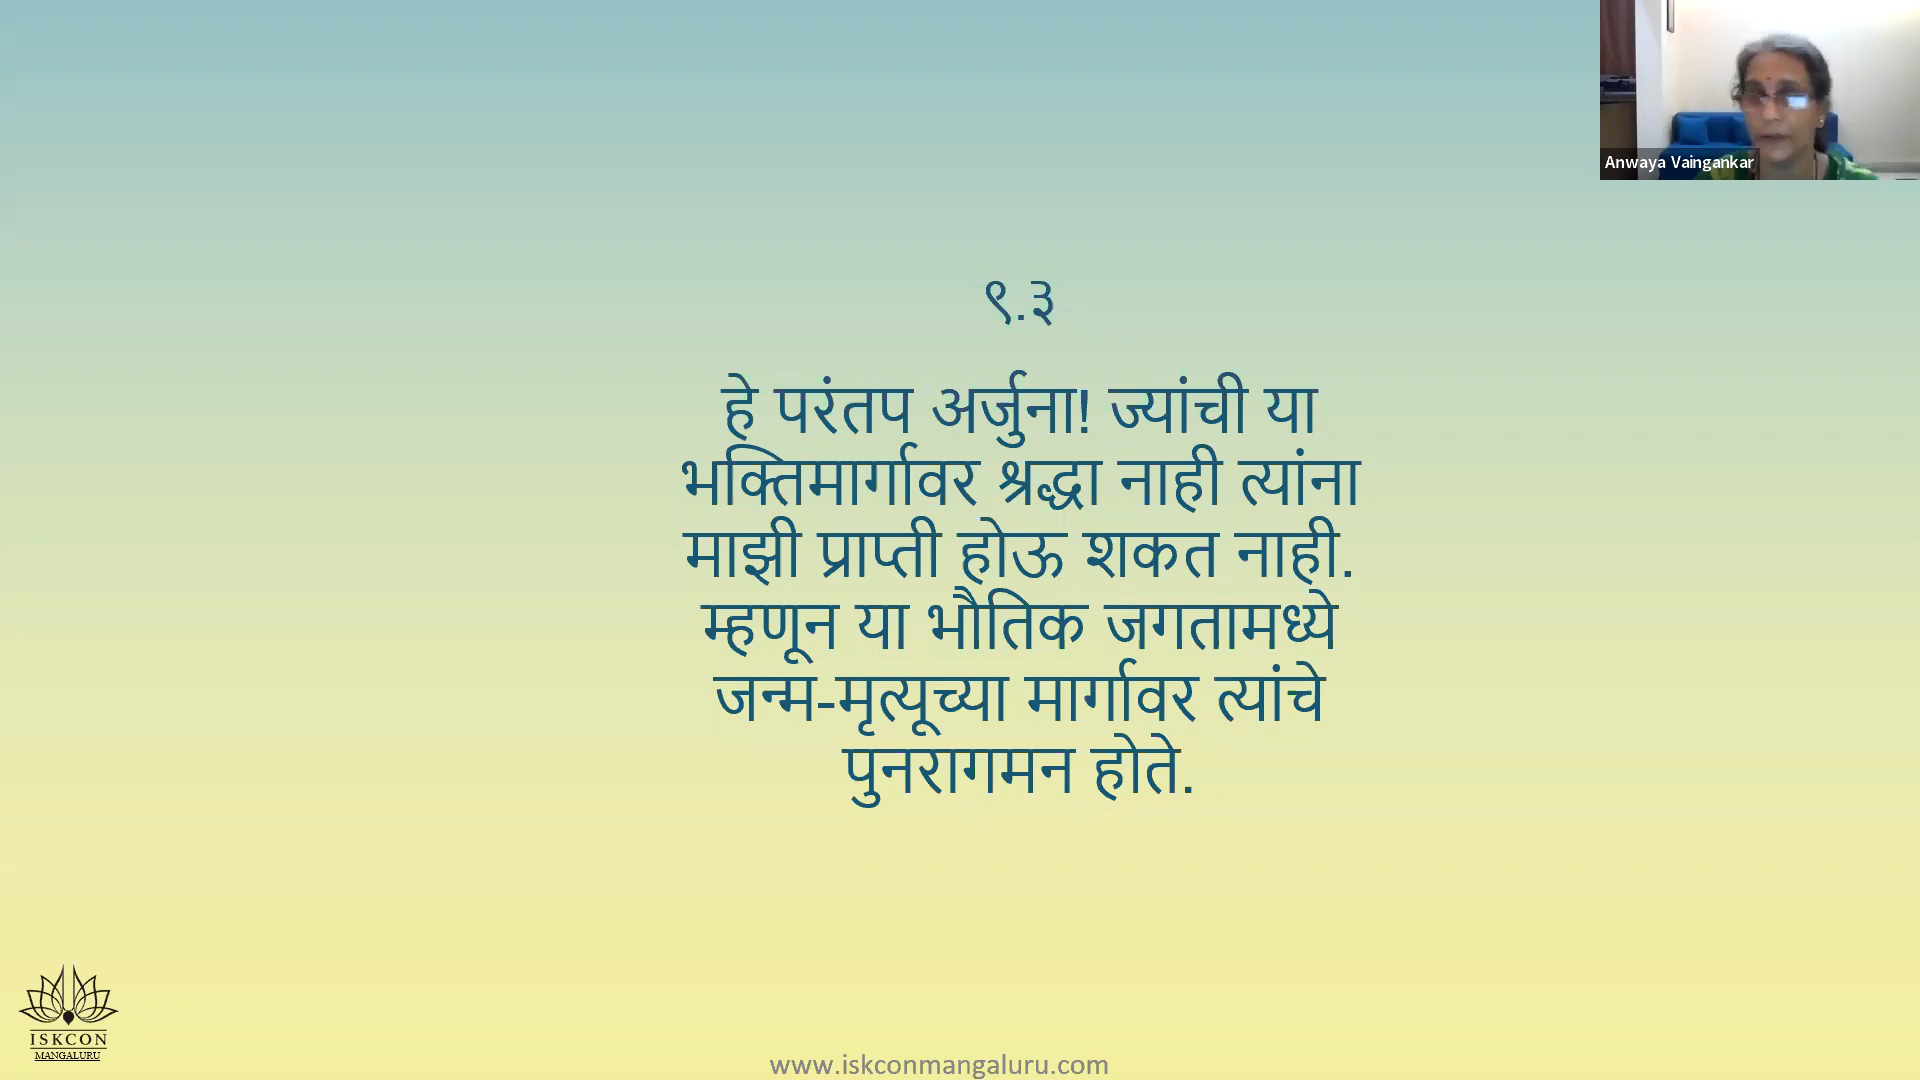 Anwaya Vaingankar
९.३
हे परंतप अर्जुना! ज्यांची या
भक्तिमार्गावर श्रद्धा नाही त्यांना
माझी प्राप्ती होऊ शकत नाही.
म्हणून या भौतिक जगतामध्ये
जन्म-मृत्यूच्या मार्गावर त्यांचे
पुनरागमन होते.
ISKCON
MANGALURU
www.iskconmangaluru.com